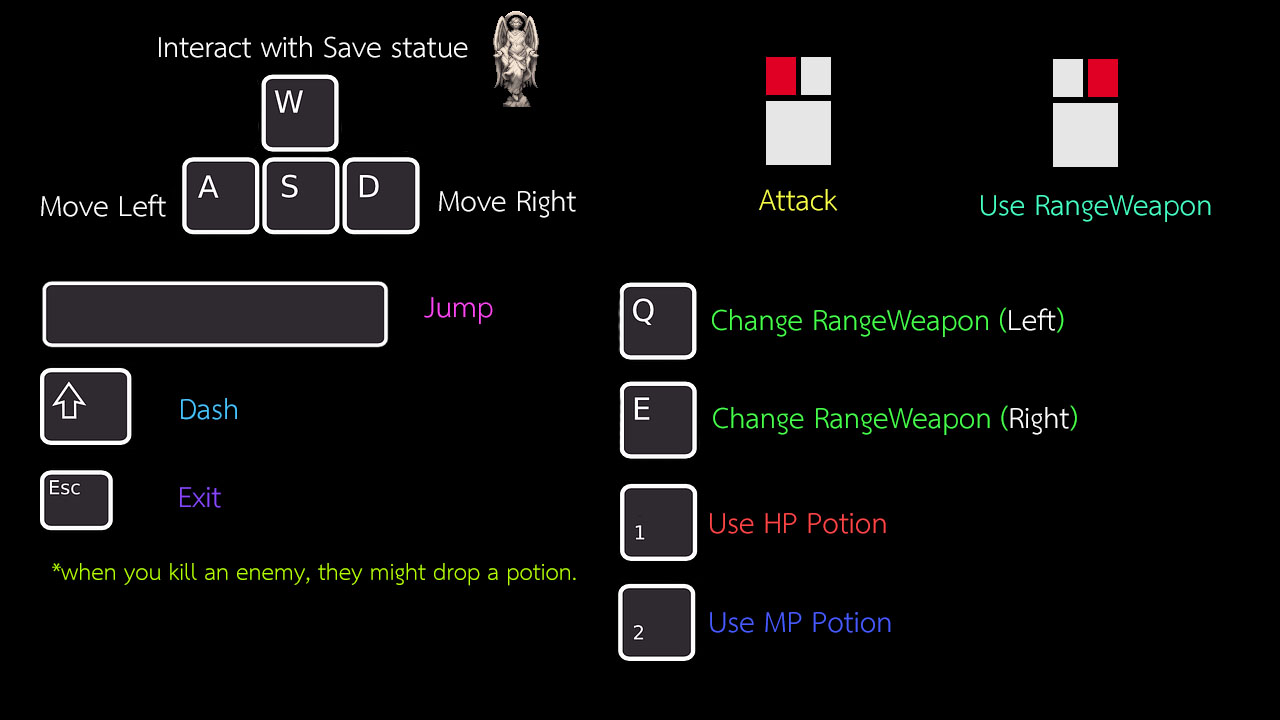 Interact with Save statue
W
Move Left A S D Move Right
Attack
Use RangeWeapon
Jump
Dash
Esc Exit
*when you kill an enemy, they might drop a potion.
Q Change RangeWeapon (Left)
E Change RangeWeapon (Right)
1 Use HP Potion
2 Use MP Potion